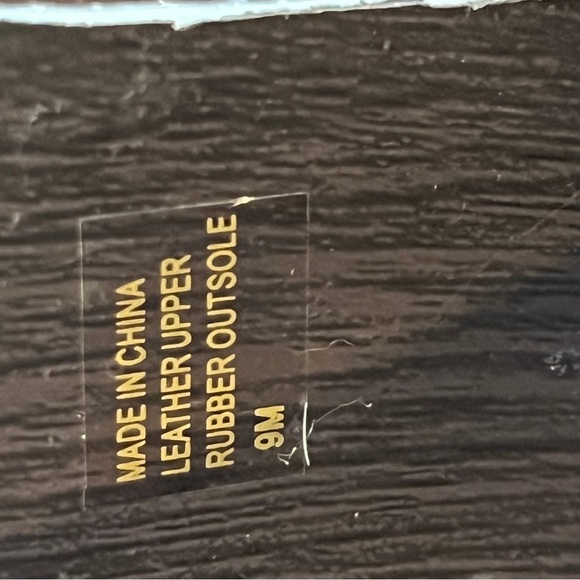 MADE IN CHINA
LEATHER UPPER
RUBBER OUTSOLE
9M